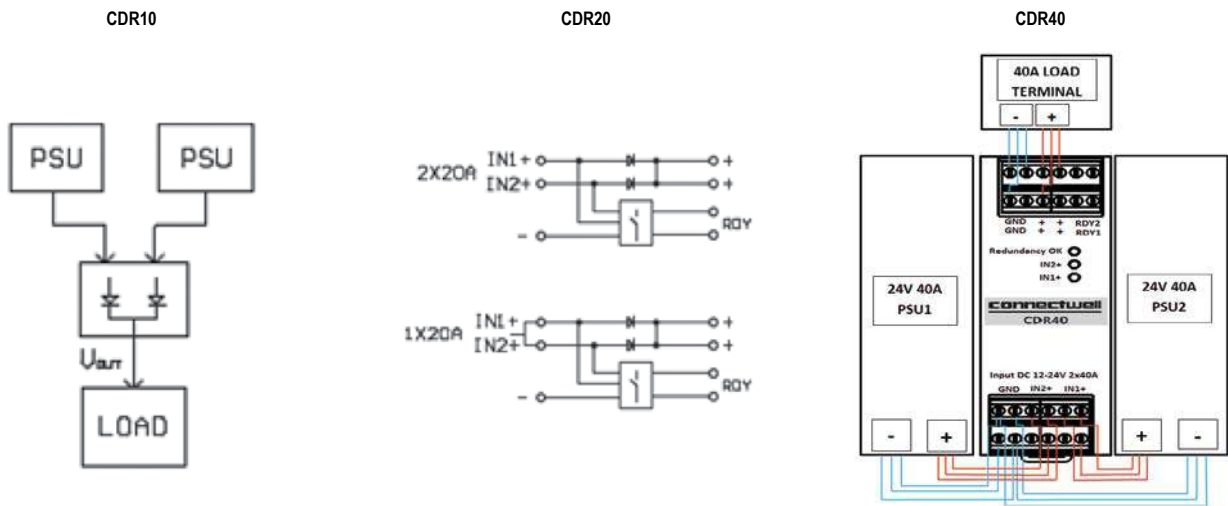 CDR10
CDR20
CDR40
PSU
PSU
VOUT
LOAD
2X20A
IN1+
IN2+
-
+
+
RDY
1X20A
IN1+
IN2+
-
+
+
RDY
40A LOAD
TERMINAL
- +
GND + + RDY2
GND + + RDY1
Redundancy OK
IN2+
IN1+
connectwell
CDR40
24V 40A
PSU1
24V 40A
PSU2
Input DC 12-24V 2x40A
GND IN2+ IN1+
- +
+ -